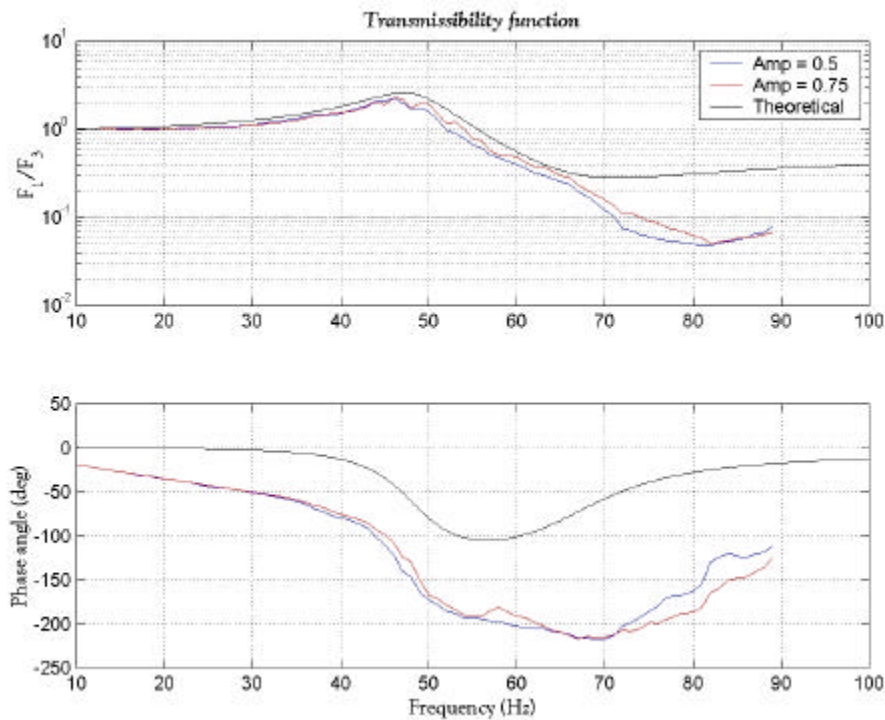 Transmissibility function
10^1
10^0
10^-1
10^-2
F_1/F_3
Amp = 0.5
Amp = 0.75
Theoretical
10 20 30 40 50 60 70 80 90 100
50
0
-50
-100
-150
-200
-250
Phase angle (deg)
10 20 30 40 50 60 70 80 90 100
Frequency (Hz)